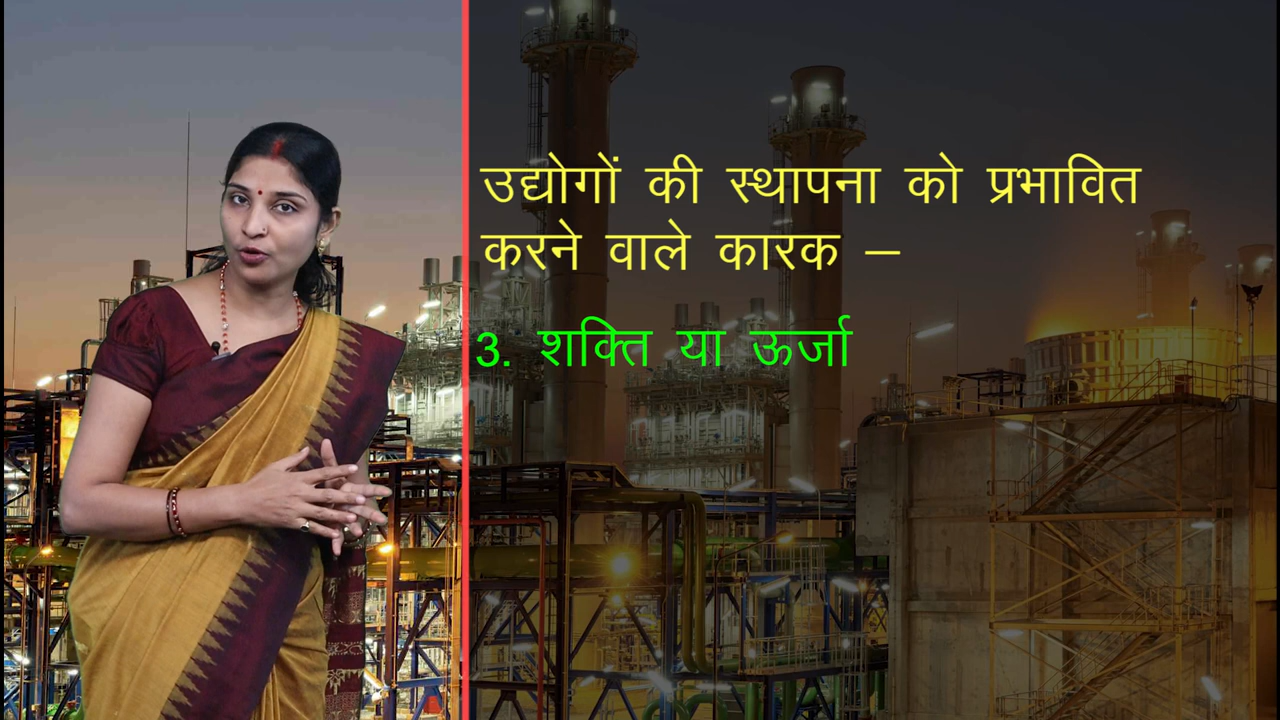 उद्योगों की स्थापना को प्रभावित
करने वाले कारक –
3. शक्ति या ऊर्जा